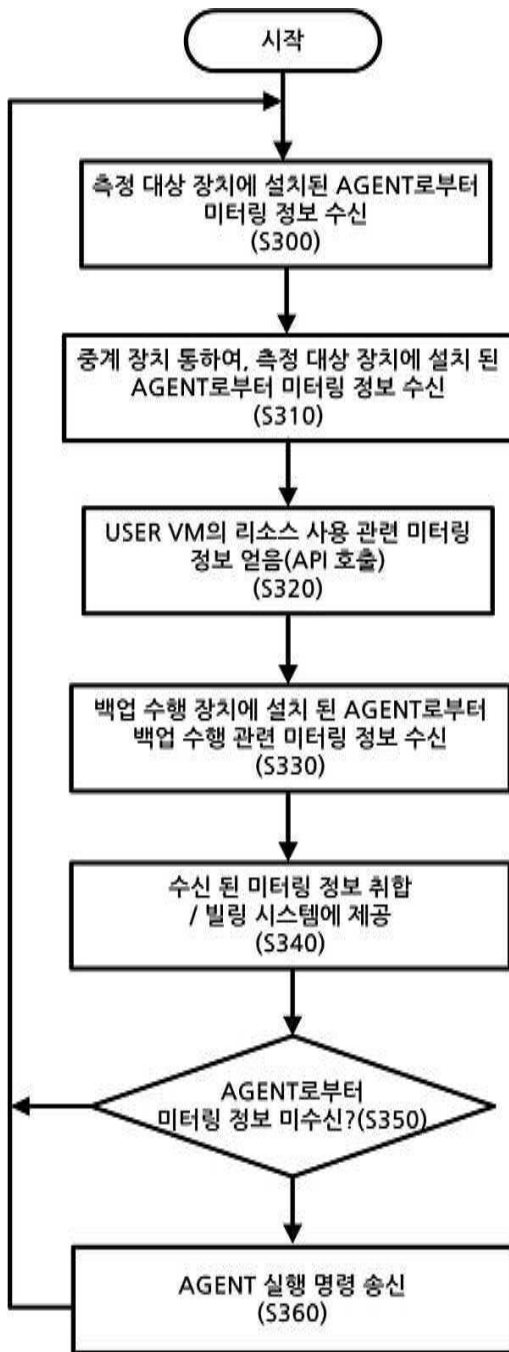 시작
측정 대상 장치에 설치된 AGENT로부터
미터링 정보 수신
(S300)
중계 장치 통하여, 측정 대상 장치에 설치 된
AGENT로부터 미터링 정보 수신
(S310)
USER VM의 리소스 사용 관련 미터링
정보 얻음(API 호출)
(S320)
백업 수행 장치에 설치 된 AGENT로부터
백업 수행 관련 미터링 정보 수신
(S330)
수신 된 미터링 정보 취합
/ 빌링 시스템에 제공
(S340)
AGENT로부터
미터링 정보 미수신?(S350)
AGENT 실행 명령 송신
(S360)